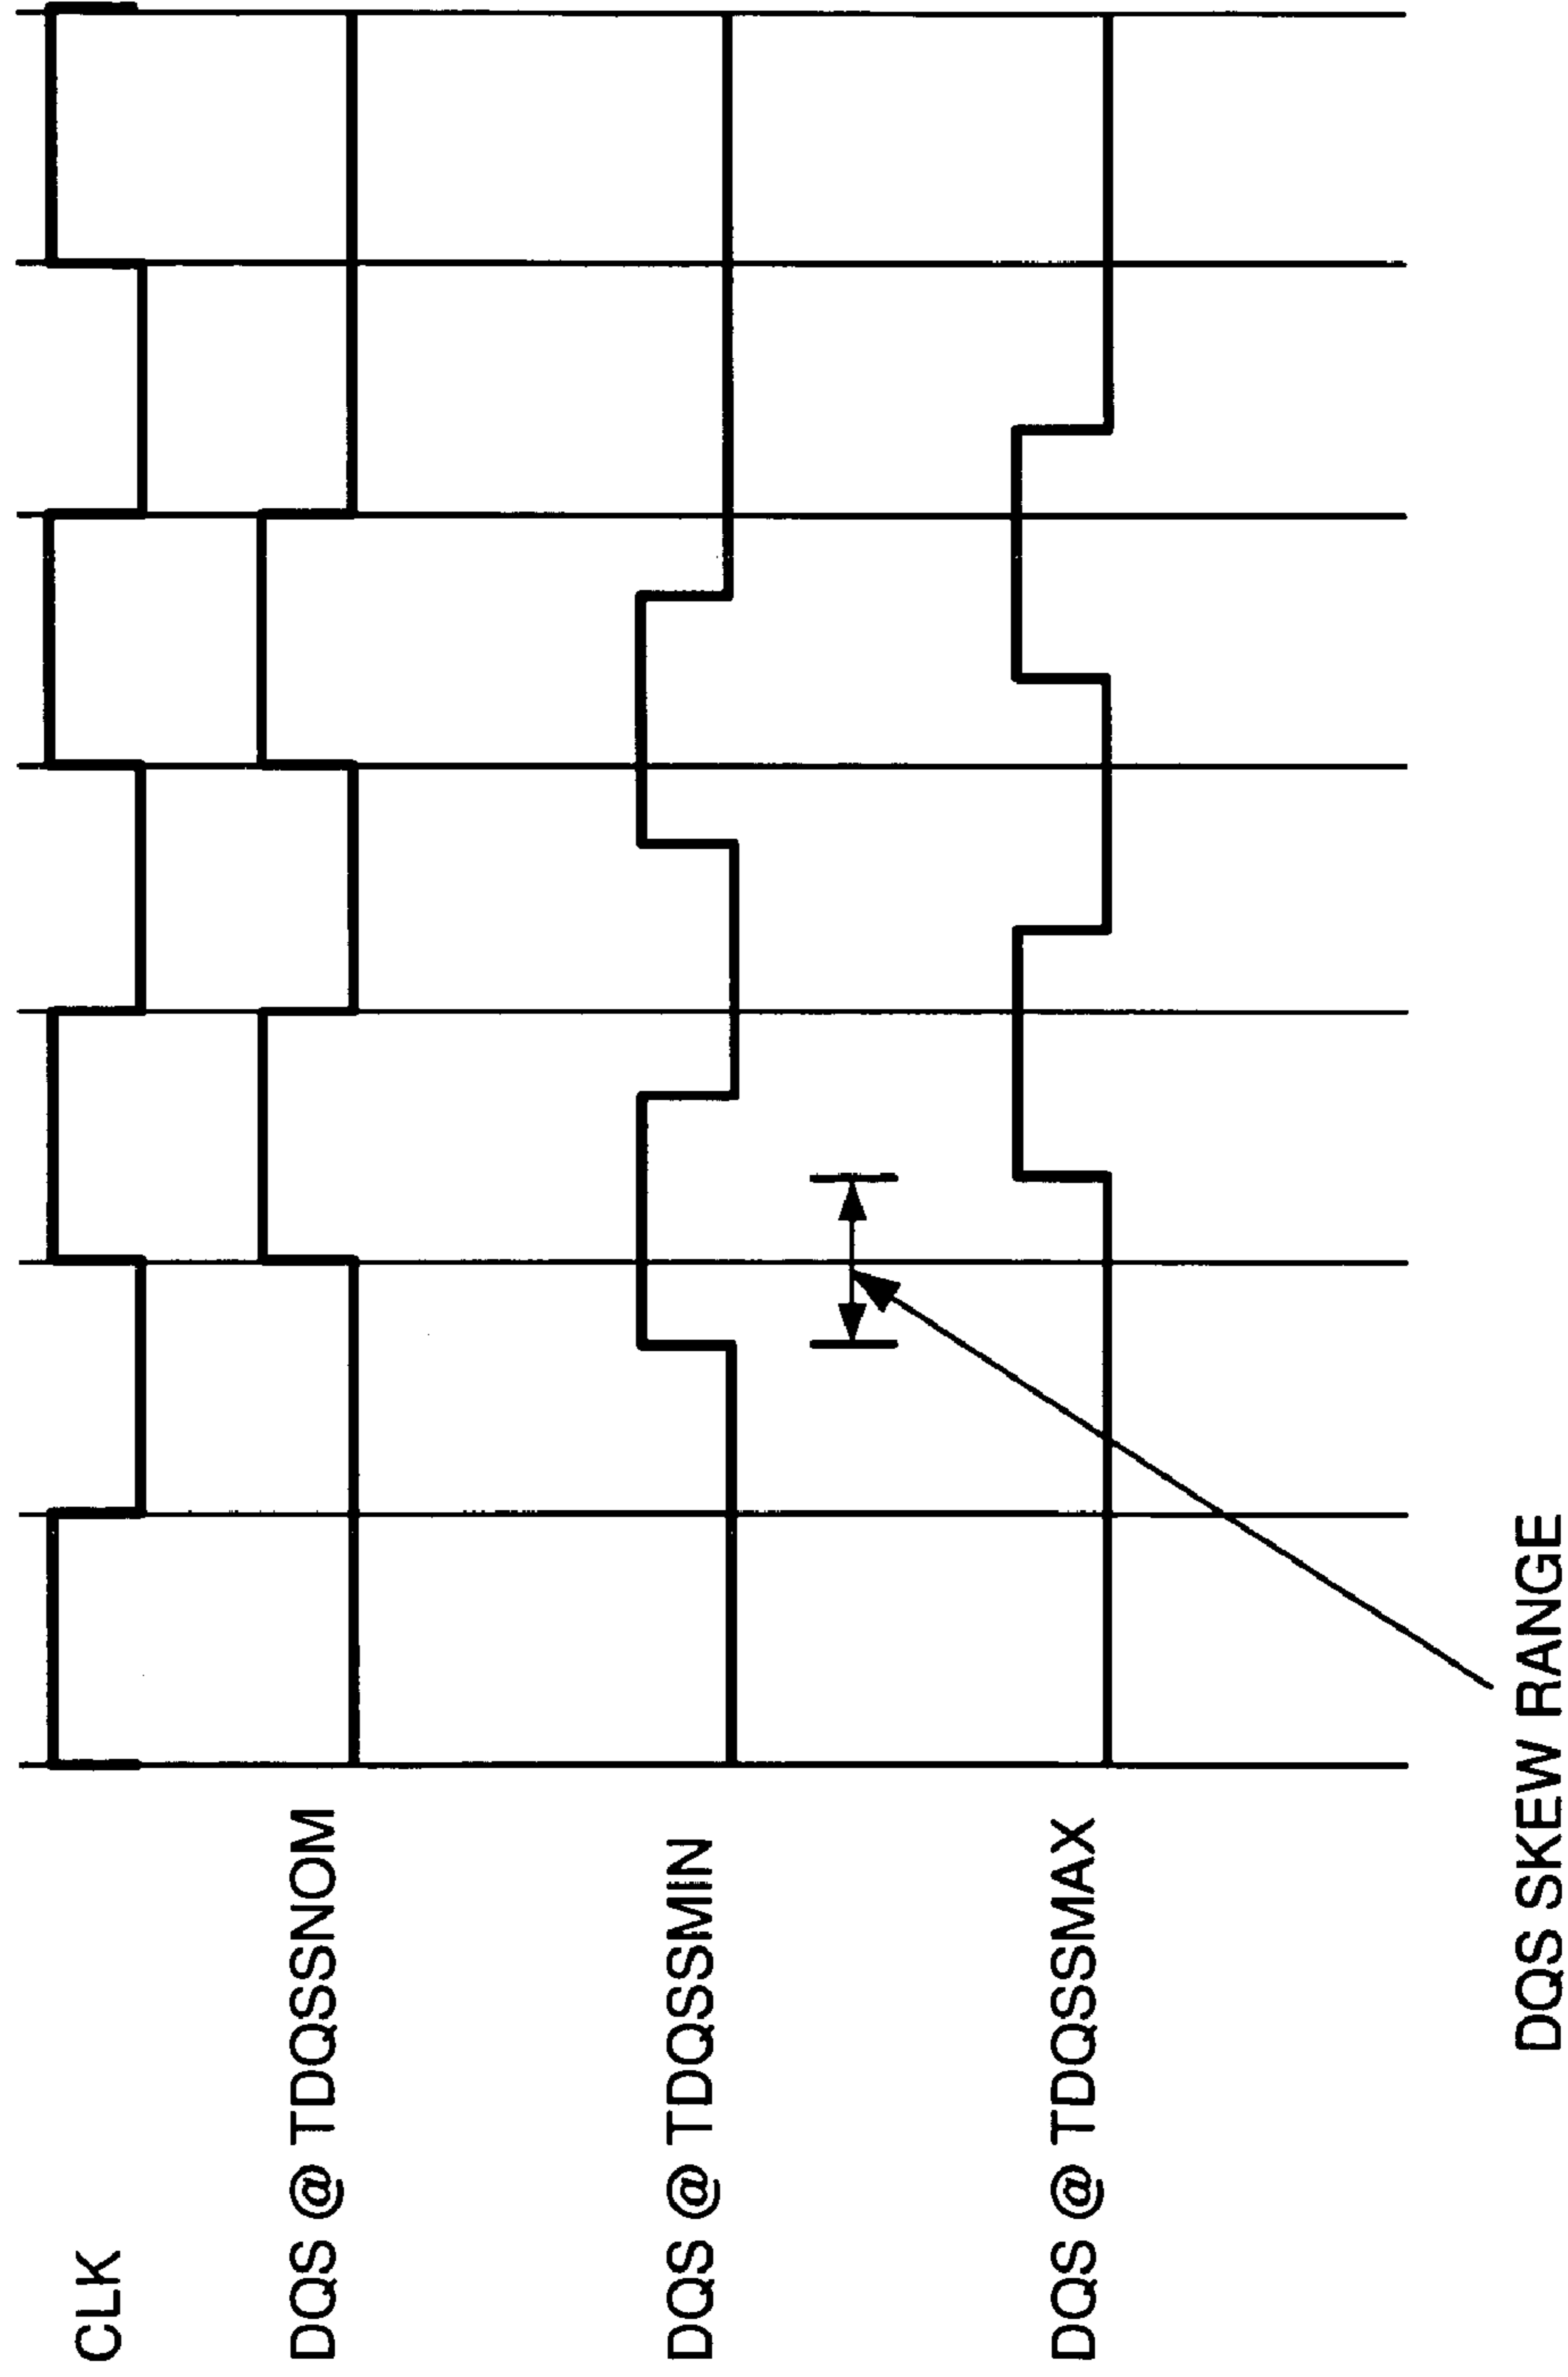 CLK
DQS @ TDQSSNOM
DQS @ TDQSSMIN
DQS @ TDQSSMAX
DQS SKEW RANGE